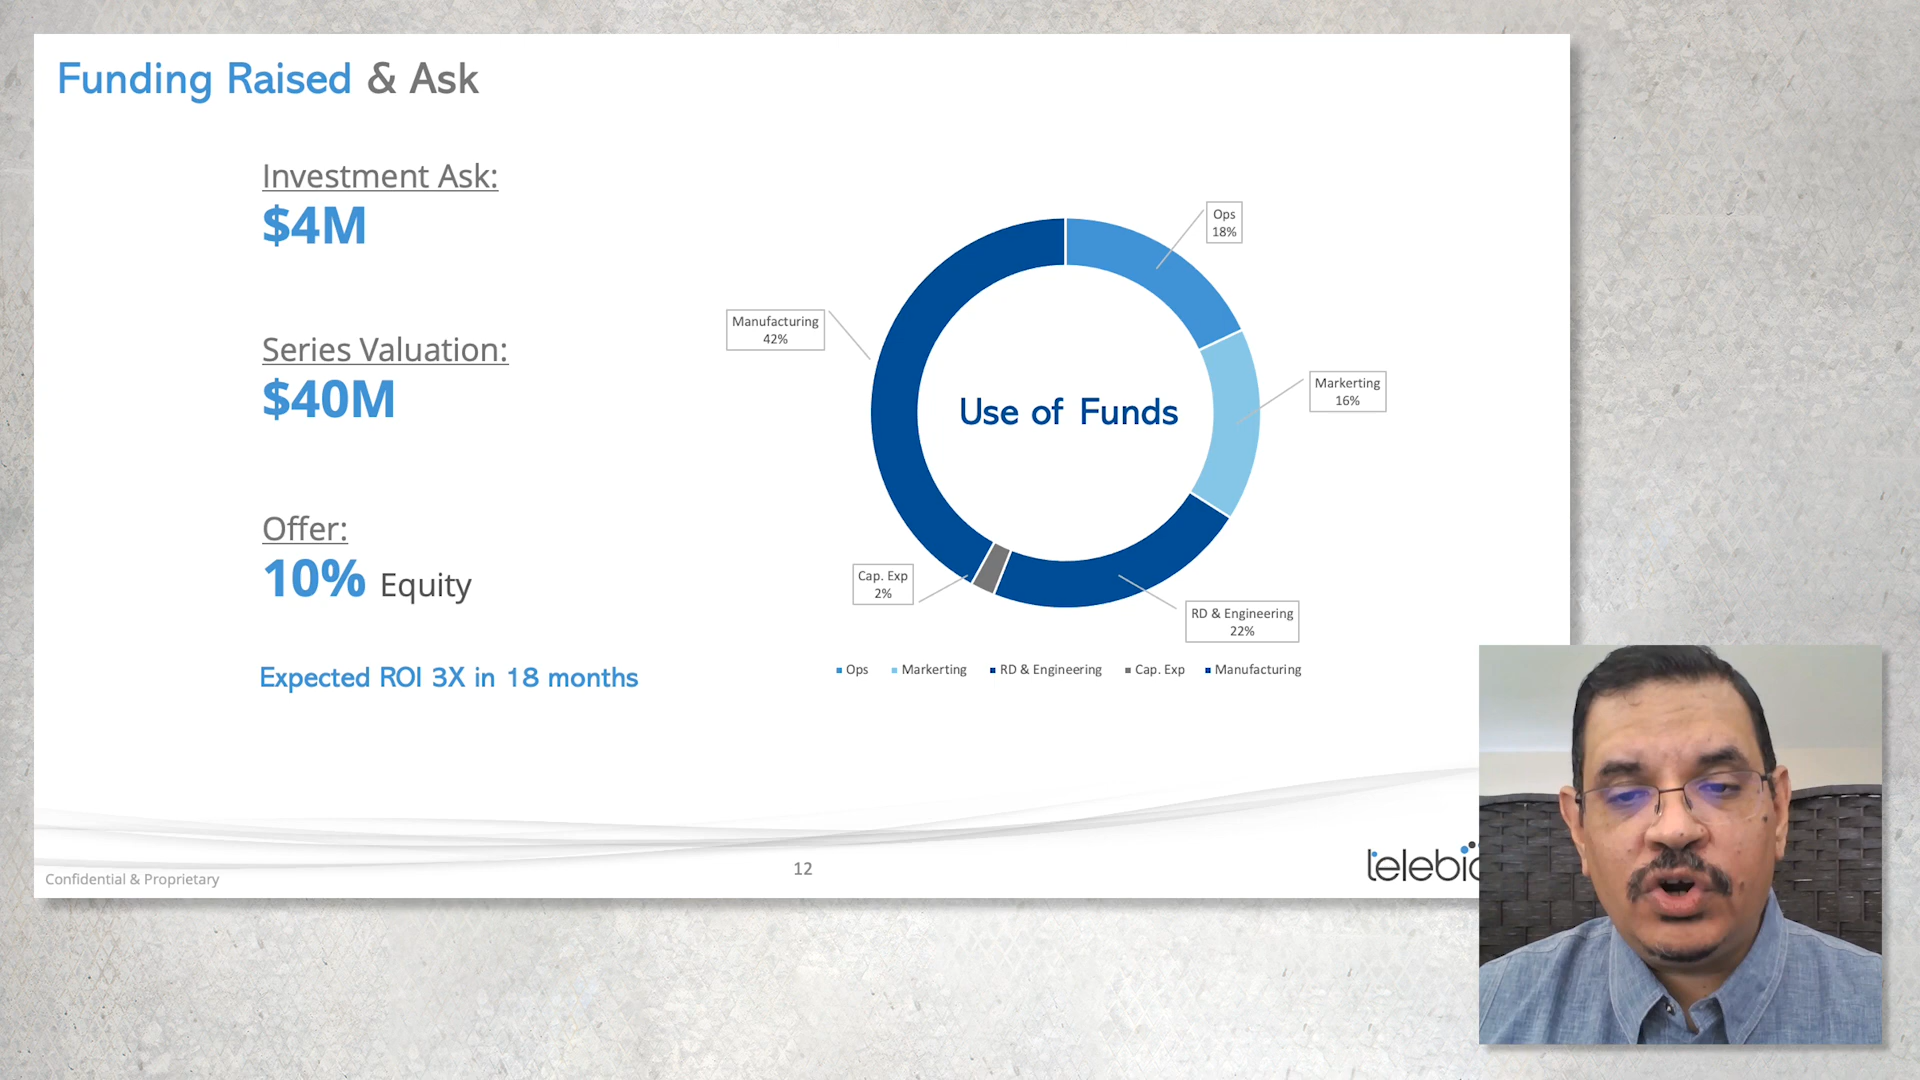 Funding Raised & Ask
Investment Ask:
$4M
Series Valuation:
$40M
Offer:
10% Equity
Expected ROI 3X in 18 months
Ops
18%
Manufacturing
42%
Markerting
16%
Use of Funds
Cap. Exp
2%
RD & Engineering
22%
Ops Markerting RD & Engineering Cap. Exp Manufacturing
Confidential & Proprietary
12